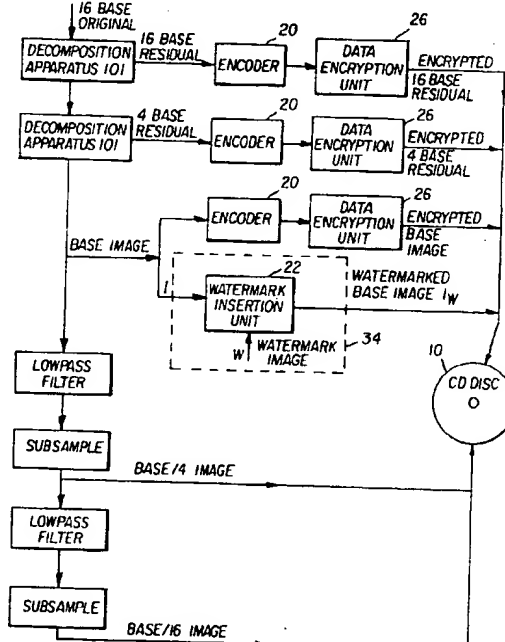 16 BASE
ORIGINAL
DECOMPOSITION
APPARATUS 101
16 BASE
RESIDUAL
20
ENCODER
26
DATA
ENCRYPTION
UNIT
ENCRYPTED
16 BASE
RESIDUAL
DECOMPOSITION
APPARATUS 101
4 BASE
RESIDUAL
20
ENCODER
26
DATA
ENCRYPTION
UNIT
ENCRYPTED
4 BASE
RESIDUAL
20
ENCODER
26
DATA
ENCRYPTION
UNIT
ENCRYPTED
BASE
IMAGE
BASE IMAGE
I
22
WATERMARK
INSERTION
UNIT
WATERMARKED
BASE IMAGE IW
W WATERMARK
IMAGE
34
LOWPASS
FILTER
10
CD DISC
SUBSAMPLE
BASE/4 IMAGE
LOWPASS
FILTER
SUBSAMPLE
BASE/16 IMAGE